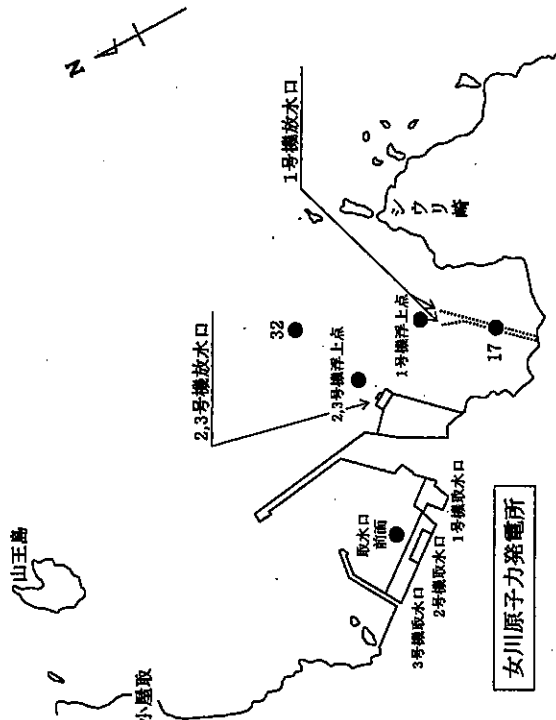 N
山王島
小屋取
2,3号機放水口
1号機放水口
32
2,3号機浮上点
1号機浮上点
17
シウリ崎
取水口
前面
1号機取水口
2号機取水口
3号機取水口
女川原子力発電所